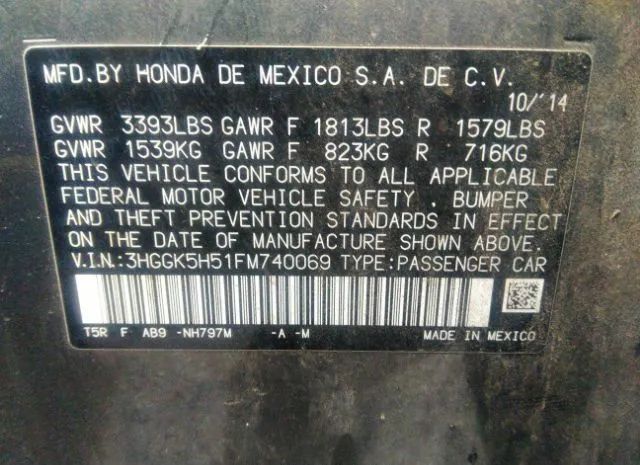 MFD.BY HONDA DE MEXICO S.A. DE C.V.
10/'14
GVWR 3393LBS GAWR F 1813LBS R 1579LBS
GVWR 1539KG GAWR F 823KG R 716KG
THIS VEHICLE CONFORMS TO ALL APPLICABLE
FEDERAL MOTOR VEHICLE SAFETY , BUMPER
AND THEFT PREVENTION STANDARDS IN EFFECT
ON THE DATE OF MANUFACTURE SHOWN ABOVE.
V.I.N.:3HGGK5H51FM740069 TYPE:PASSENGER CAR
T5R F AB9 -NH797M -A -M MADE IN MEXICO